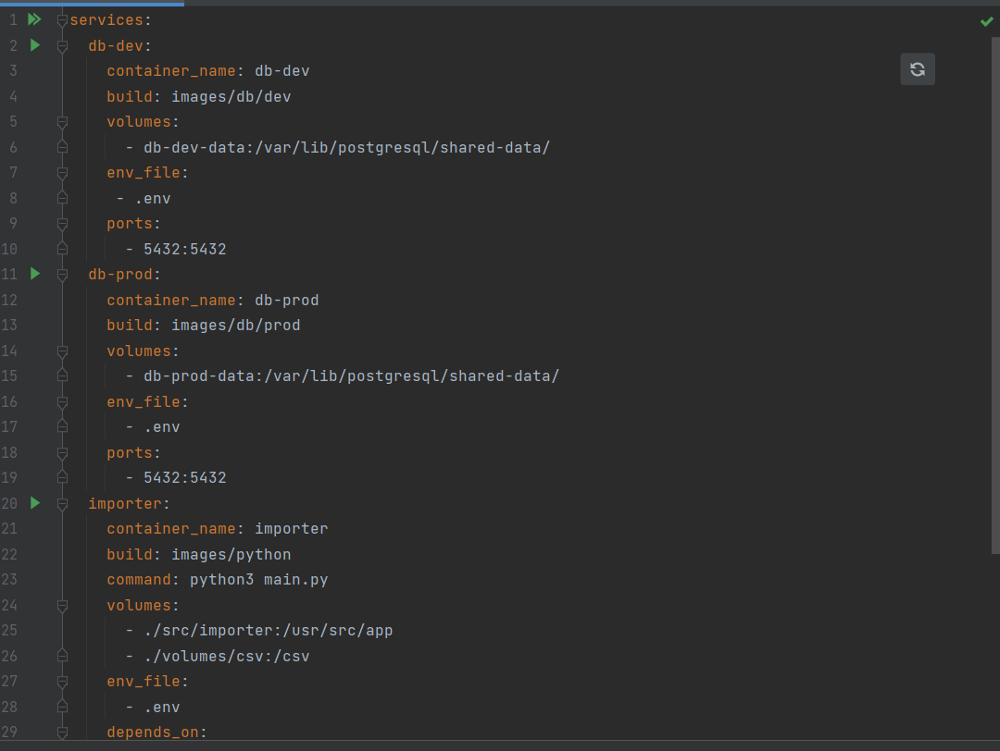 1 services:
2   db-dev:
3     container_name: db-dev
4     build: images/db/dev
5     volumes:
6       - db-dev-data:/var/lib/postgresql/shared-data/
7     env_file:
8      - .env
9     ports:
10       - 5432:5432
11   db-prod:
12     container_name: db-prod
13     build: images/db/prod
14     volumes:
15       - db-prod-data:/var/lib/postgresql/shared-data/
16     env_file:
17       - .env
18     ports:
19       - 5432:5432
20   importer:
21     container_name: importer
22     build: images/python
23     command: python3 main.py
24     volumes:
25       - ./src/importer:/usr/src/app
26       - ./volumes/csv:/csv
27     env_file:
28       - .env
29     depends_on: